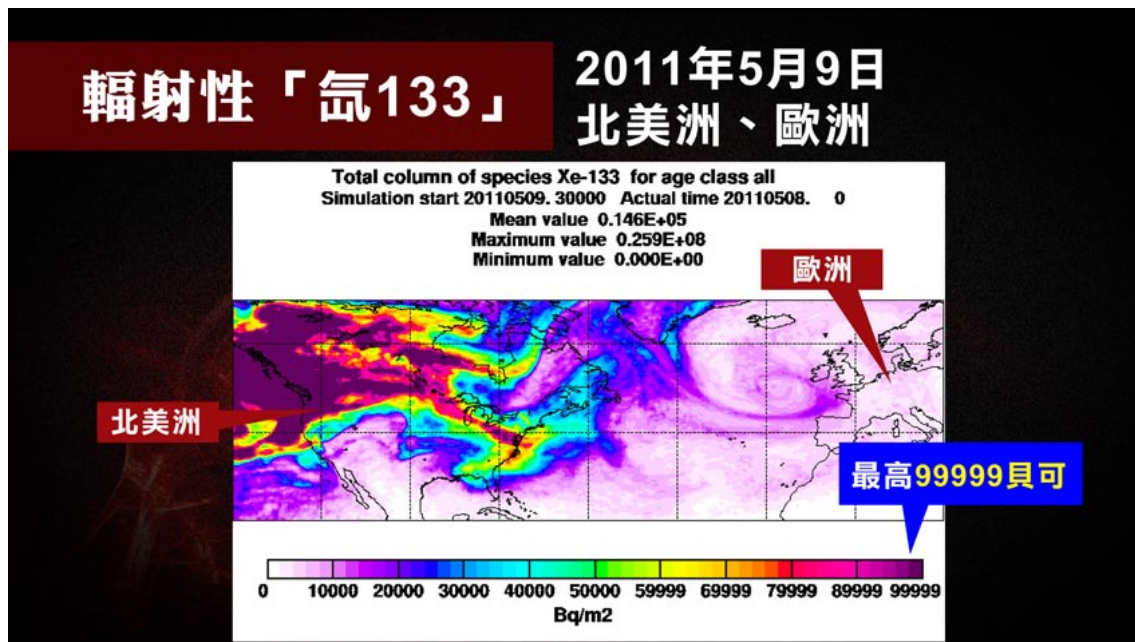 輻射性「氙133」
2011年5月9日
北美洲、歐洲
Total column of species Xe-133 for age class all
Simulation start 20110509. 30000 Actual time 20110508. 0
Mean value 0.146E+05
Maximum value 0.259E+08
Minimum value 0.000E+00
歐洲
北美洲
最高99999貝可
0 10000 20000 30000 40000 50000 59999 69999 79999 89999 99999
Bq/m2